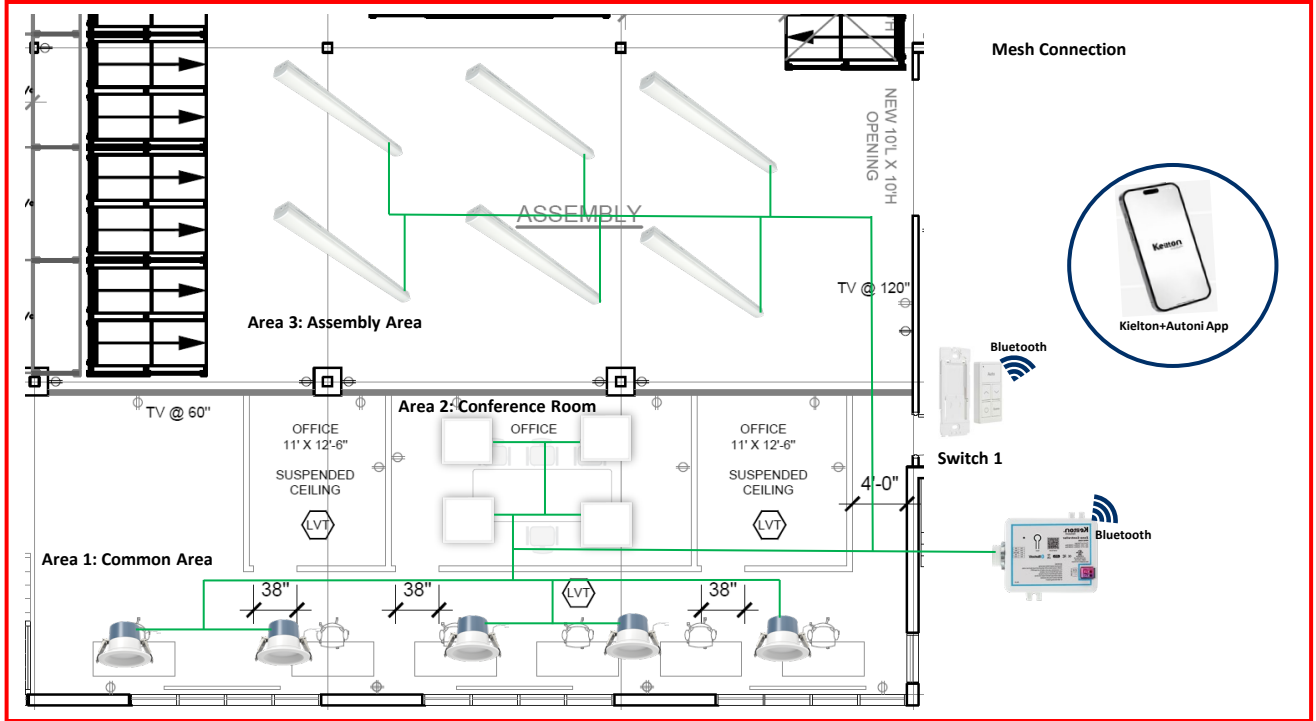 Mesh Connection
H
NEW 10'L X 10'H
OPENING
ASSEMBLY
TV @ 120"
Area 3: Assembly Area
Keaton
Kielton+Autoni App
Bluetooth
Switch 1
TV @ 60"
Area 2: Conference Room
OFFICE
11' X 12'-6"
SUSPENDED
CEILING
LVT
OFFICE
OFFICE
11' X 12'-6"
SUSPENDED
CEILING
LVT
4'-0"
Bluetooth
Area 1: Common Area
38"
38"
LVT
38"